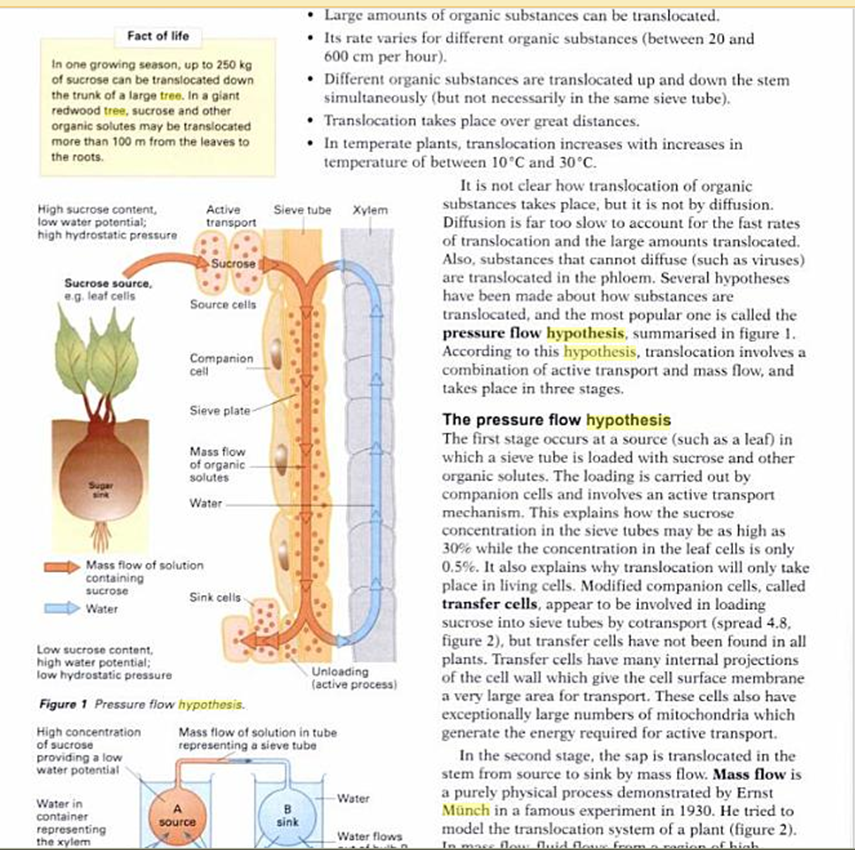 Fact of life
In one growing season, up to 250 kg
of sucrose can be translocated down
the trunk of a large tree. In a giant
redwood tree, sucrose and other
organic solutes may be translocated
more than 100 m from the leaves to
the roots.
• Large amounts of organic substances can be translocated.
• Its rate varies for different organic substances (between 20 and
600 cm per hour).
• Different organic substances are translocated up and down the stem
simultaneously (but not necessarily in the same sieve tube).
• Translocation takes place over great distances.
• In temperate plants, translocation increases with increases in
temperature of between 10°C and 30°C.
High sucrose content,
low water potential;
high hydrostatic pressure
Active
transport
Sieve tube
Xylem
Sucrose
Sucrose source,
e.g. leaf cells
Source cells
Companion
cell
Sieve plate
Mass flow
of organic
solutes
Sugar
sink
Water
Mass flow of solution
containing
sucrose
Water
Sink cells
Low sucrose content,
high water potential;
low hydrostatic pressure
Unloading
(active process)
Figure 1 Pressure flow hypothesis.
High concentration
of sucrose
providing a low
water potential
Mass flow of solution in tube
representing a sieve tube
Water in
container
representing
the xylem
A
source
B
sink
Water
Water flows
It is not clear how translocation of organic
substances takes place, but it is not by diffusion.
Diffusion is far too slow to account for the fast rates
of translocation and the large amounts translocated.
Also, substances that cannot diffuse (such as viruses)
are translocated in the phloem. Several hypotheses
have been made about how substances are
translocated, and the most popular one is called the
pressure flow hypothesis, summarised in figure 1.
According to this hypothesis, translocation involves a
combination of active transport and mass flow, and
takes place in three stages.
The pressure flow hypothesis
The first stage occurs at a source (such as a leaf) in
which a sieve tube is loaded with sucrose and other
organic solutes. The loading is carried out by
companion cells and involves an active transport
mechanism. This explains how the sucrose
concentration in the sieve tubes may be as high as
30% while the concentration in the leaf cells is only
0.5%. It also explains why translocation will only take
place in living cells. Modified companion cells, called
transfer cells, appear to be involved in loading
sucrose into sieve tubes by cotransport (spread 4.8,
figure 2), but transfer cells have not been found in all
plants. Transfer cells have many internal projections
of the cell wall which give the cell surface membrane
a very large area for transport. These cells also have
exceptionally large numbers of mitochondria which
generate the energy required for active transport.
In the second stage, the sap is translocated in the
stem from source to sink by mass flow. Mass flow is
a purely physical process demonstrated by Ernst
Münch in a famous experiment in 1930. He tried to
model the translocation system of a plant (figure 2).
In mass flow, fluid flows from a region of high